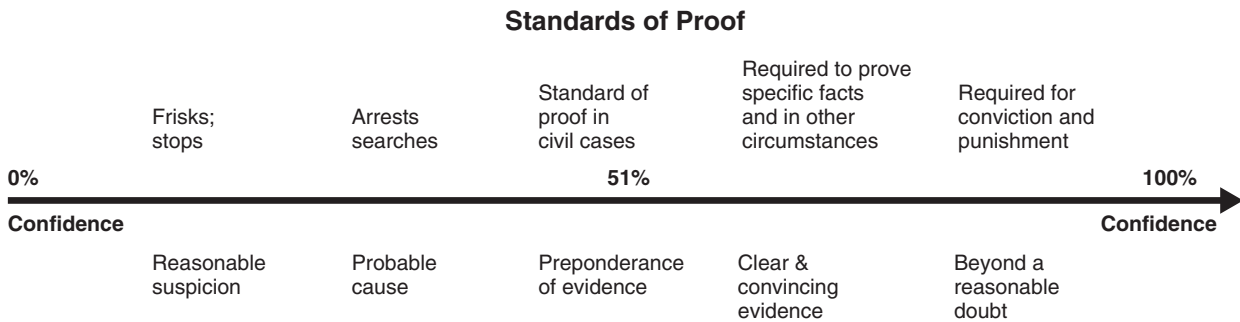 Standards of Proof
Frisks;
stops
Arrests
searches
Standard of
proof in
civil cases
Required to prove
specific facts
and in other
circumstances
Required for
conviction and
punishment
0%
51%
100%
Confidence
Confidence
Reasonable
suspicion
Probable
cause
Preponderance
of evidence
Clear &
convincing
evidence
Beyond a
reasonable
doubt